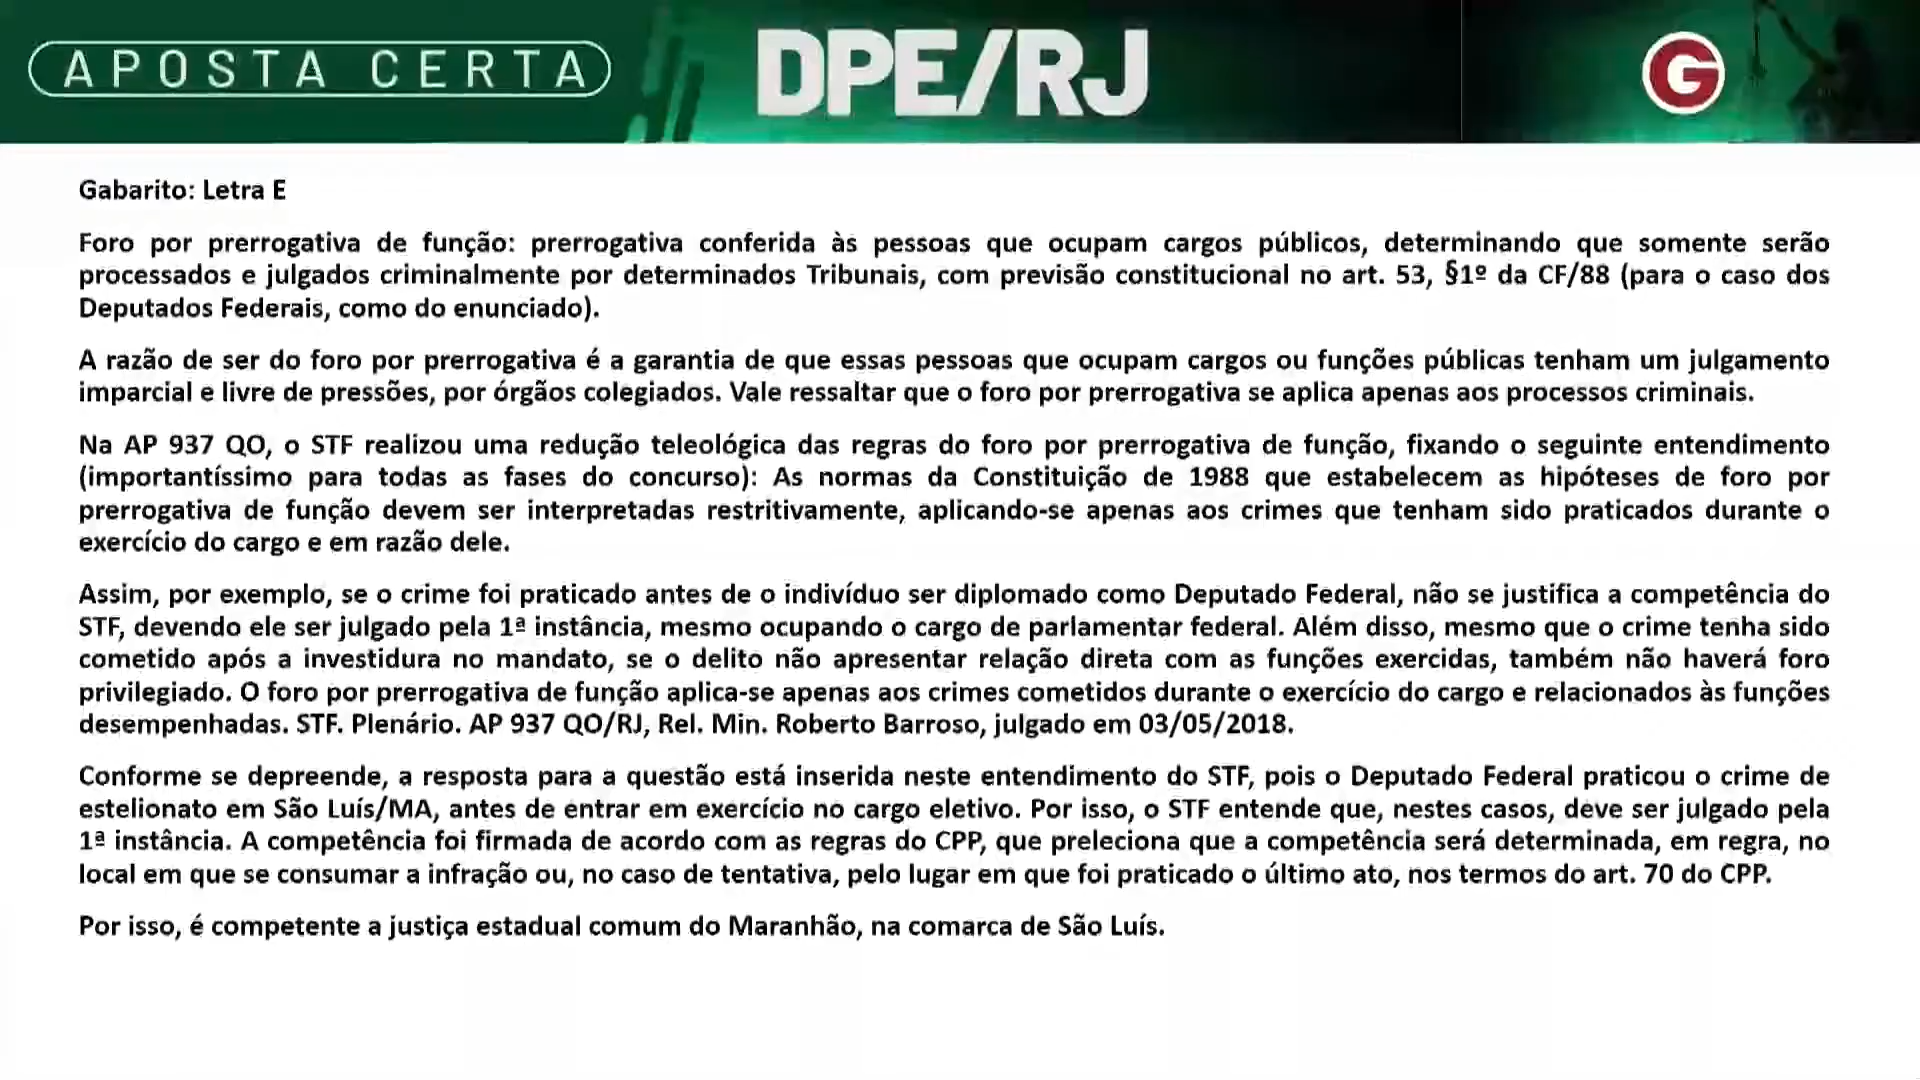 APOSTA CERTA
DPE/RJ
G
Gabarito: Letra E
Foro por prerrogativa de função: prerrogativa conferida às pessoas que ocupam cargos públicos, determinando que somente serão
processados e julgados criminalmente por determinados Tribunais, com previsão constitucional no art. 53, §1º da CF/88 (para o caso dos
Deputados Federais, como do enunciado).
A razão de ser do foro por prerrogativa é a garantia de que essas pessoas que ocupam cargos ou funções públicas tenham um julgamento
imparcial e livre de pressões, por órgãos colegiados. Vale ressaltar que o foro por prerrogativa se aplica apenas aos processos criminais.
Na AP 937 QO, o STF realizou uma redução teleológica das regras do foro por prerrogativa de função, fixando o seguinte entendimento
(importantíssimo para todas as fases do concurso): As normas da Constituição de 1988 que estabelecem as hipóteses de foro por
prerrogativa de função devem ser interpretadas restritivamente, aplicando-se apenas aos crimes que tenham sido praticados durante o
exercício do cargo e em razão dele.
Assim, por exemplo, se o crime foi praticado antes de o indivíduo ser diplomado como Deputado Federal, não se justifica a competência do
STF, devendo ele ser julgado pela 1ª instância, mesmo ocupando o cargo de parlamentar federal. Além disso, mesmo que o crime tenha sido
cometido após a investidura no mandato, se o delito não apresentar relação direta com as funções exercidas, também não haverá foro
privilegiado. O foro por prerrogativa de função aplica-se apenas aos crimes cometidos durante o exercício do cargo e relacionados às funções
desempenhadas. STF. Plenário. AP 937 QO/RJ, Rel. Min. Roberto Barroso, julgado em 03/05/2018.
Conforme se depreende, a resposta para a questão está inserida neste entendimento do STF, pois o Deputado Federal praticou o crime de
estelionato em São Luís/MA, antes de entrar em exercício no cargo eletivo. Por isso, o STF entende que, nestes casos, deve ser julgado pela
1ª instância. A competência foi firmada de acordo com as regras do CPP, que preleciona que a competência será determinada, em regra, no
local em que se consumar a infração ou, no caso de tentativa, pelo lugar em que foi praticado o último ato, nos termos do art. 70 do CPP.
Por isso, é competente a justiça estadual comum do Maranhão, na comarca de São Luís.